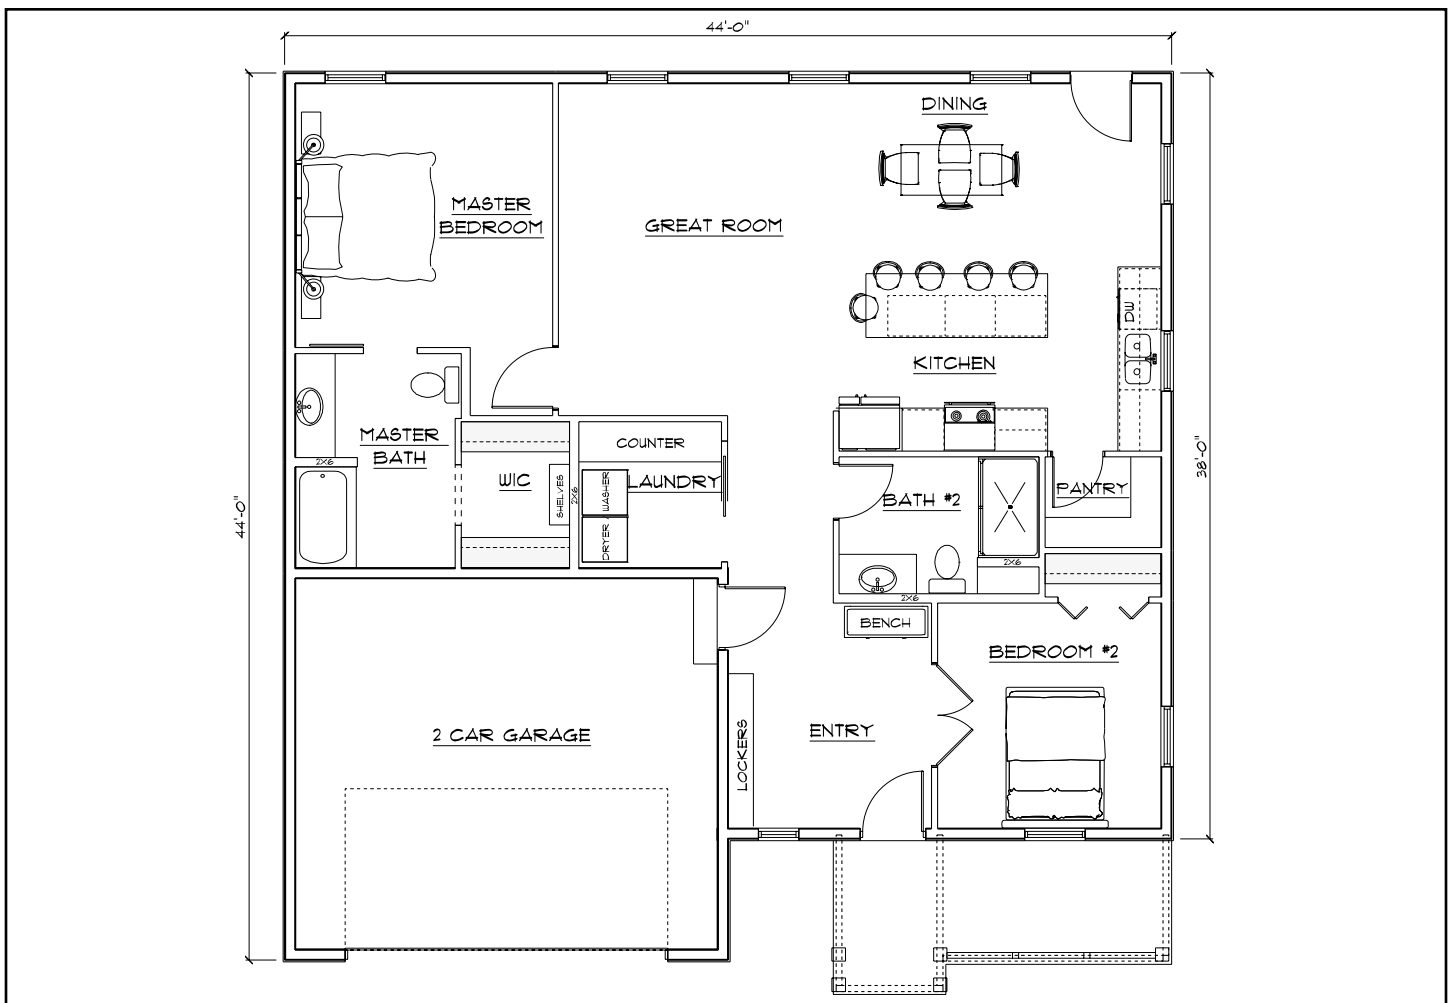 44'-0"
DINING
MASTER
BEDROOM
GREAT ROOM
DW
KITCHEN
MASTER
BATH
COUNTER
2X6
WIC
SHELVES
2X6
WASHER
LAUNDRY
DRYER
BATH #2
PANTRY
38'-0"
44'-0"
2X6
2X6
BENCH
BEDROOM #2
2 CAR GARAGE
LOCKERS
ENTRY